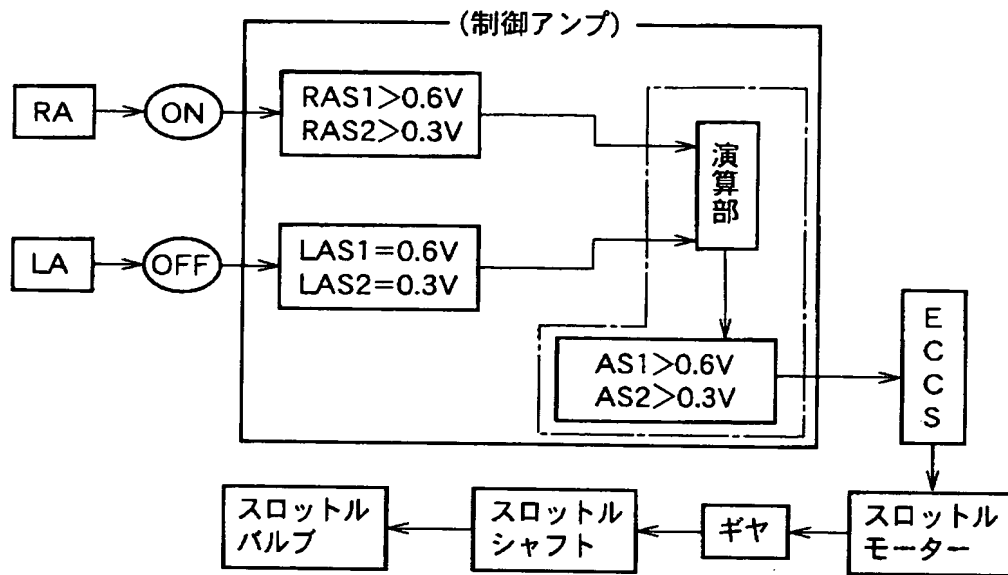 (制御アンプ)
RA
ON
RAS1>0.6V
RAS2>0.3V
演算部
LA
OFF
LAS1=0.6V
LAS2=0.3V
AS1>0.6V
AS2>0.3V
ECCS
スロットル
バルブ
スロットル
シャフト
ギヤ
スロットル
モーター